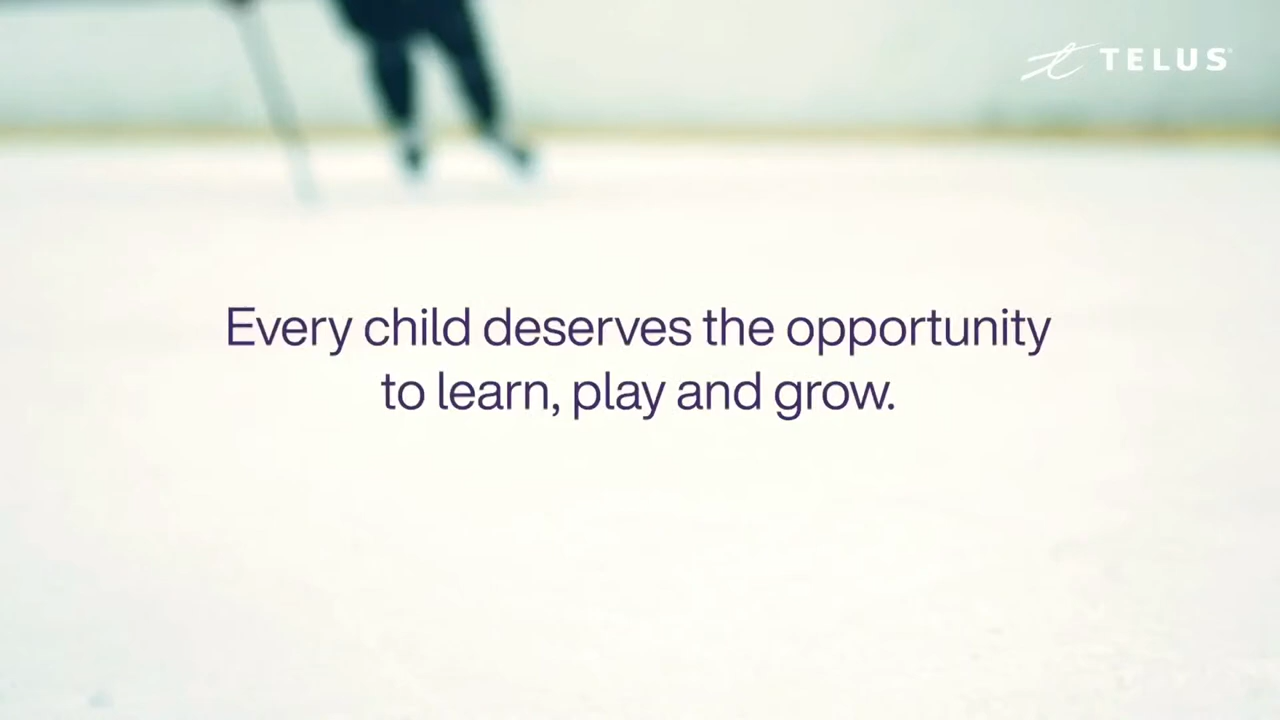 TELUS
Every child deserves the opportunity
to learn, play and grow.